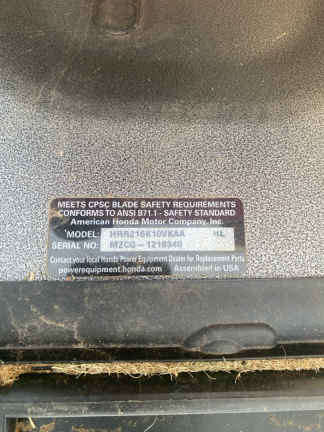 MEETS CPSC BLADE SAFETY REQUIREMENTS
CONFORMS TO ANSI B71.1 - SAFETY STANDARD
American Honda Motor Company, Inc.
MODEL: HRR216K10VKAA HL
SERIAL NO: MZCG-1218340
Contact your local Honda Power Equipment Dealer for Replacement Parts
powerequipment.honda.com Assembled in USA